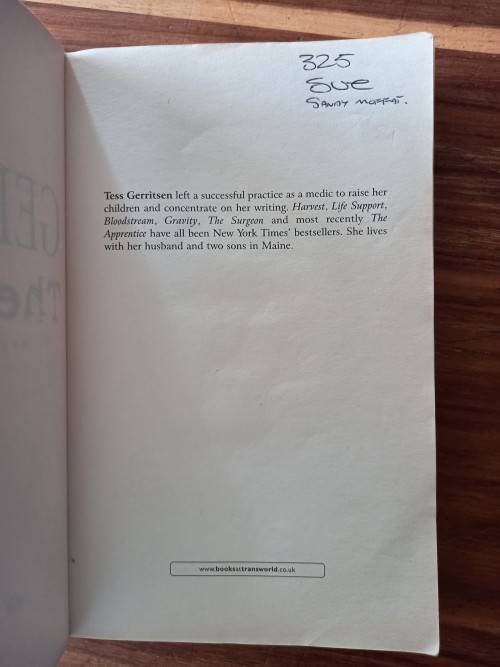 325
Sue
SANDY MOFFAT.
Tess Gerritsen left a successful practice as a medic to raise her
children and concentrate on her writing. Harvest, Life Support,
Bloodstream, Gravity, The Surgeon and most recently The
Apprentice have all been New York Times' bestsellers. She lives
with her husband and two sons in Maine.
www.booksattransworld.co.uk